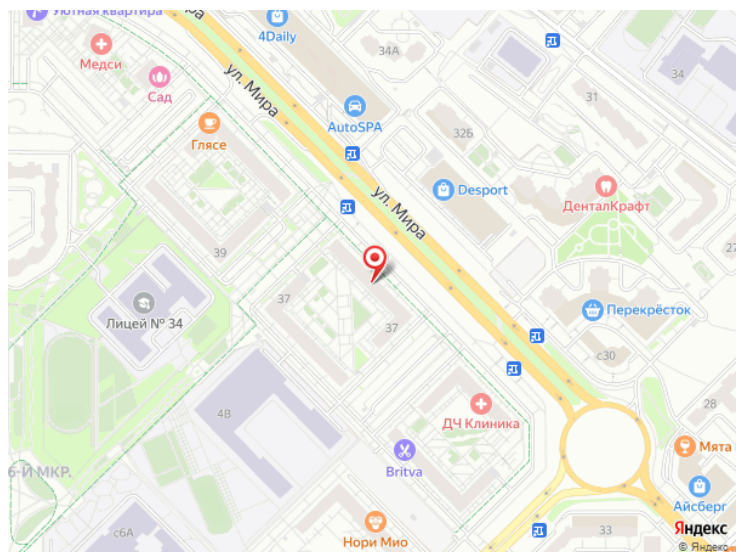 Уютная квартира
4Daily
34А
Медси
34
Сад
ул. Мира
31
AutoSPA
32Б
Глясе
Desport
ул. Мира
ДенталКрафт
27
39
37
Лицей № 34
Перекрёсток
37
с30
4В
ДЧ Клиника
28
Мята
6-Й МКР.
Britva
Айсберг
с6А
Нори Мио
33
Яндекс
© Яндекс